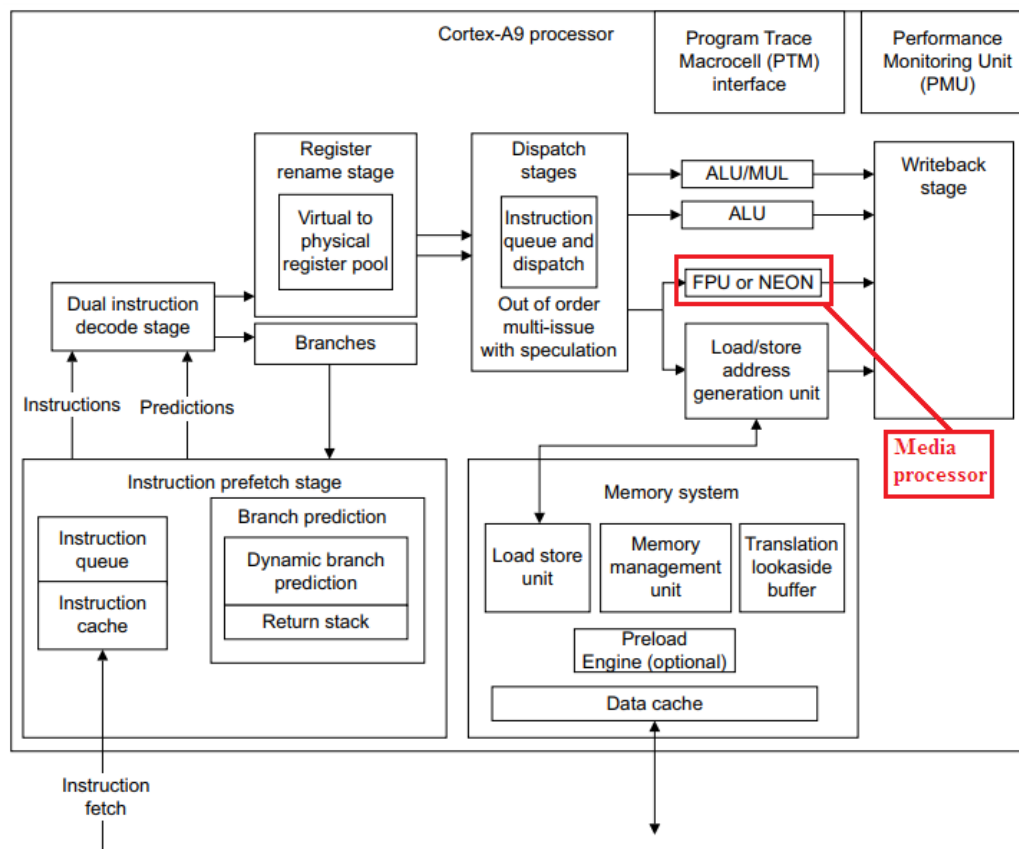 Cortex-A9 processor
Program Trace
Macrocell (PTM)
interface
Performance
Monitoring Unit
(PMU)
Register
rename stage
Virtual to
physical
register pool
Dispatch
stages
Instruction
queue and
dispatch
Out of order
multi-issue
with speculation
ALU/MUL
ALU
FPU or NEON
Load/store
address
generation unit
Writeback
stage
Dual instruction
decode stage
Branches
Instructions
Predictions
Media
processor
Instruction prefetch stage
Instruction
queue
Instruction
cache
Branch prediction
Dynamic branch
prediction
Return stack
Memory system
Load store
unit
Memory
management
unit
Translation
lookaside
buffer
Preload
Engine (optional)
Data cache
Instruction
fetch